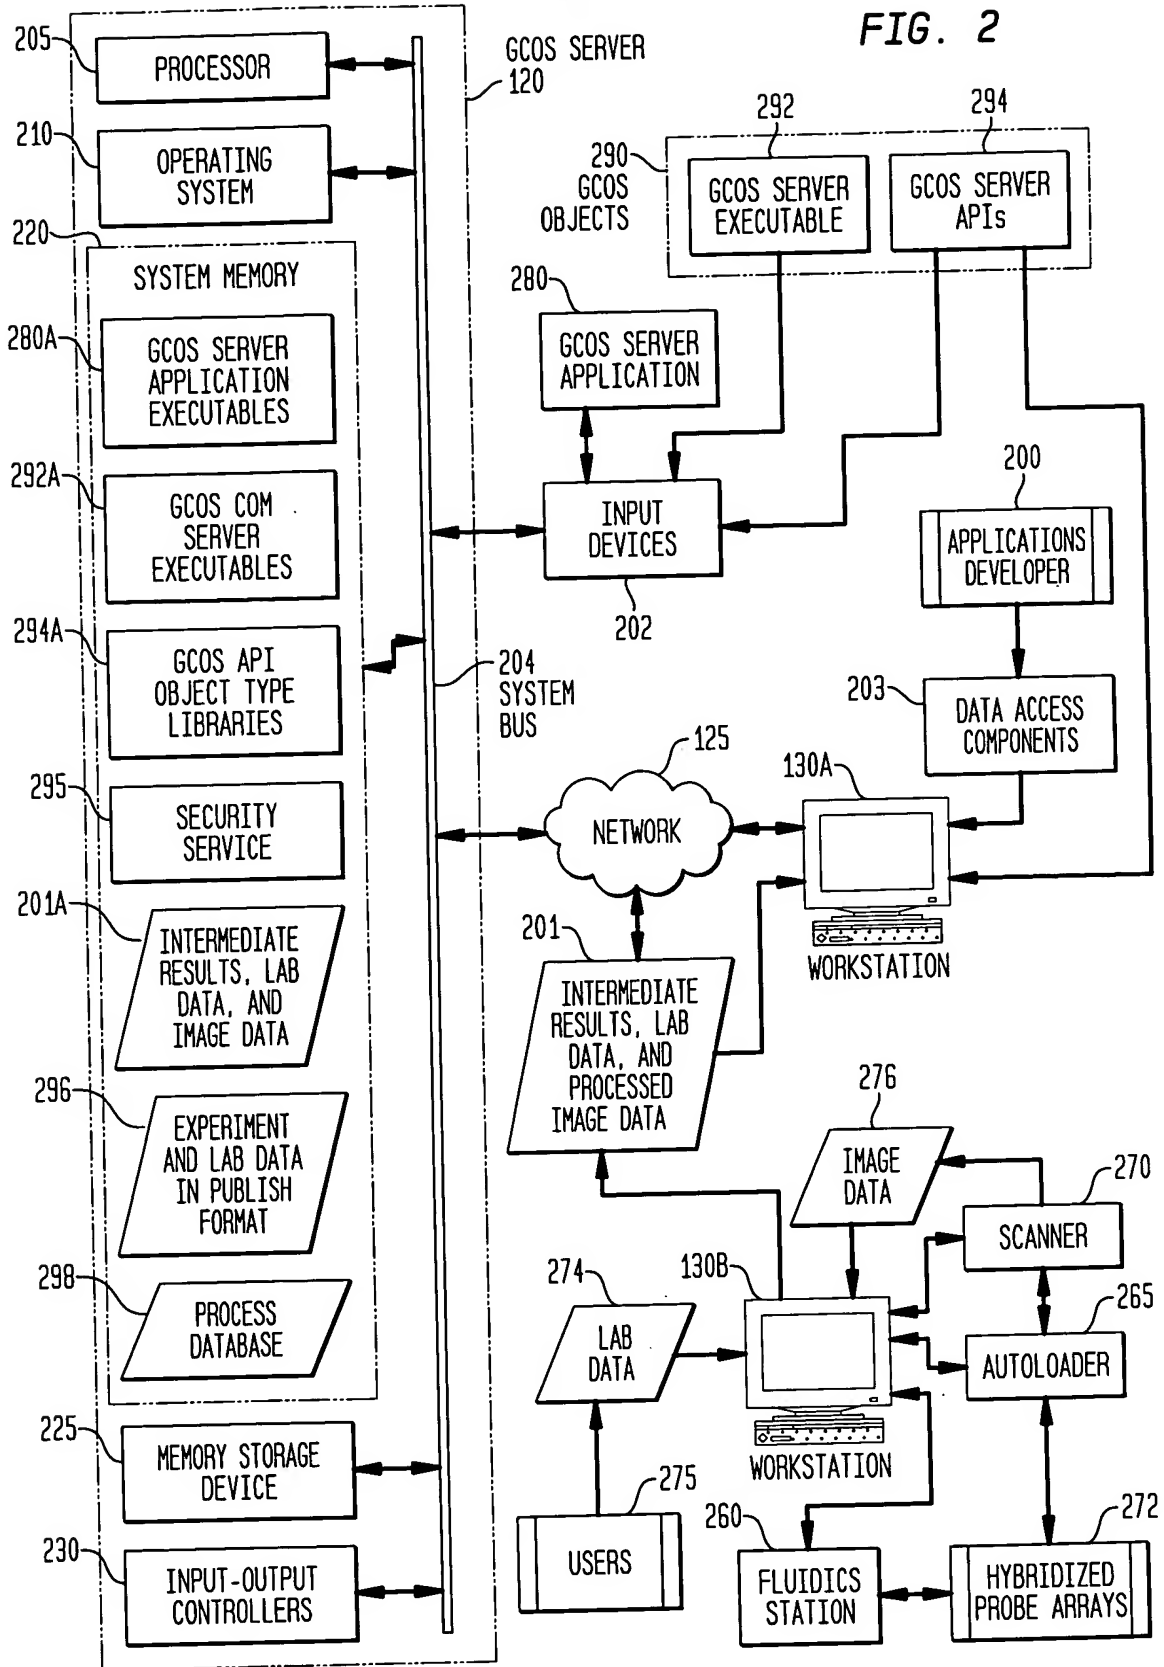 FIG. 2
205
PROCESSOR
GCOS SERVER
120
210
OPERATING
SYSTEM
220
SYSTEM MEMORY
280A
GCOS SERVER
APPLICATION
EXECUTABLES
292A
GCOS COM
SERVER
EXECUTABLES
294A
GCOS API
OBJECT TYPE
LIBRARIES
295
SECURITY
SERVICE
201A
INTERMEDIATE
RESULTS, LAB
DATA, AND
IMAGE DATA
296
EXPERIMENT
AND LAB DATA
IN PUBLISH
FORMAT
298
PROCESS
DATABASE
225
MEMORY STORAGE
DEVICE
230
INPUT-OUTPUT
CONTROLLERS
204
SYSTEM
BUS
292
294
290
GCOS
OBJECTS
GCOS SERVER
EXECUTABLE
GCOS SERVER
APIs
280
GCOS SERVER
APPLICATION
INPUT
DEVICES
202
200
APPLICATIONS
DEVELOPER
203
DATA ACCESS
COMPONENTS
125
NETWORK
130A
WORKSTATION
201
INTERMEDIATE
RESULTS, LAB
DATA, AND
PROCESSED
IMAGE DATA
276
IMAGE
DATA
270
SCANNER
274
LAB
DATA
130B
WORKSTATION
265
AUTOLOADER
275
USERS
260
FLUIDICS
STATION
272
HYBRIDIZED
PROBE ARRAYS